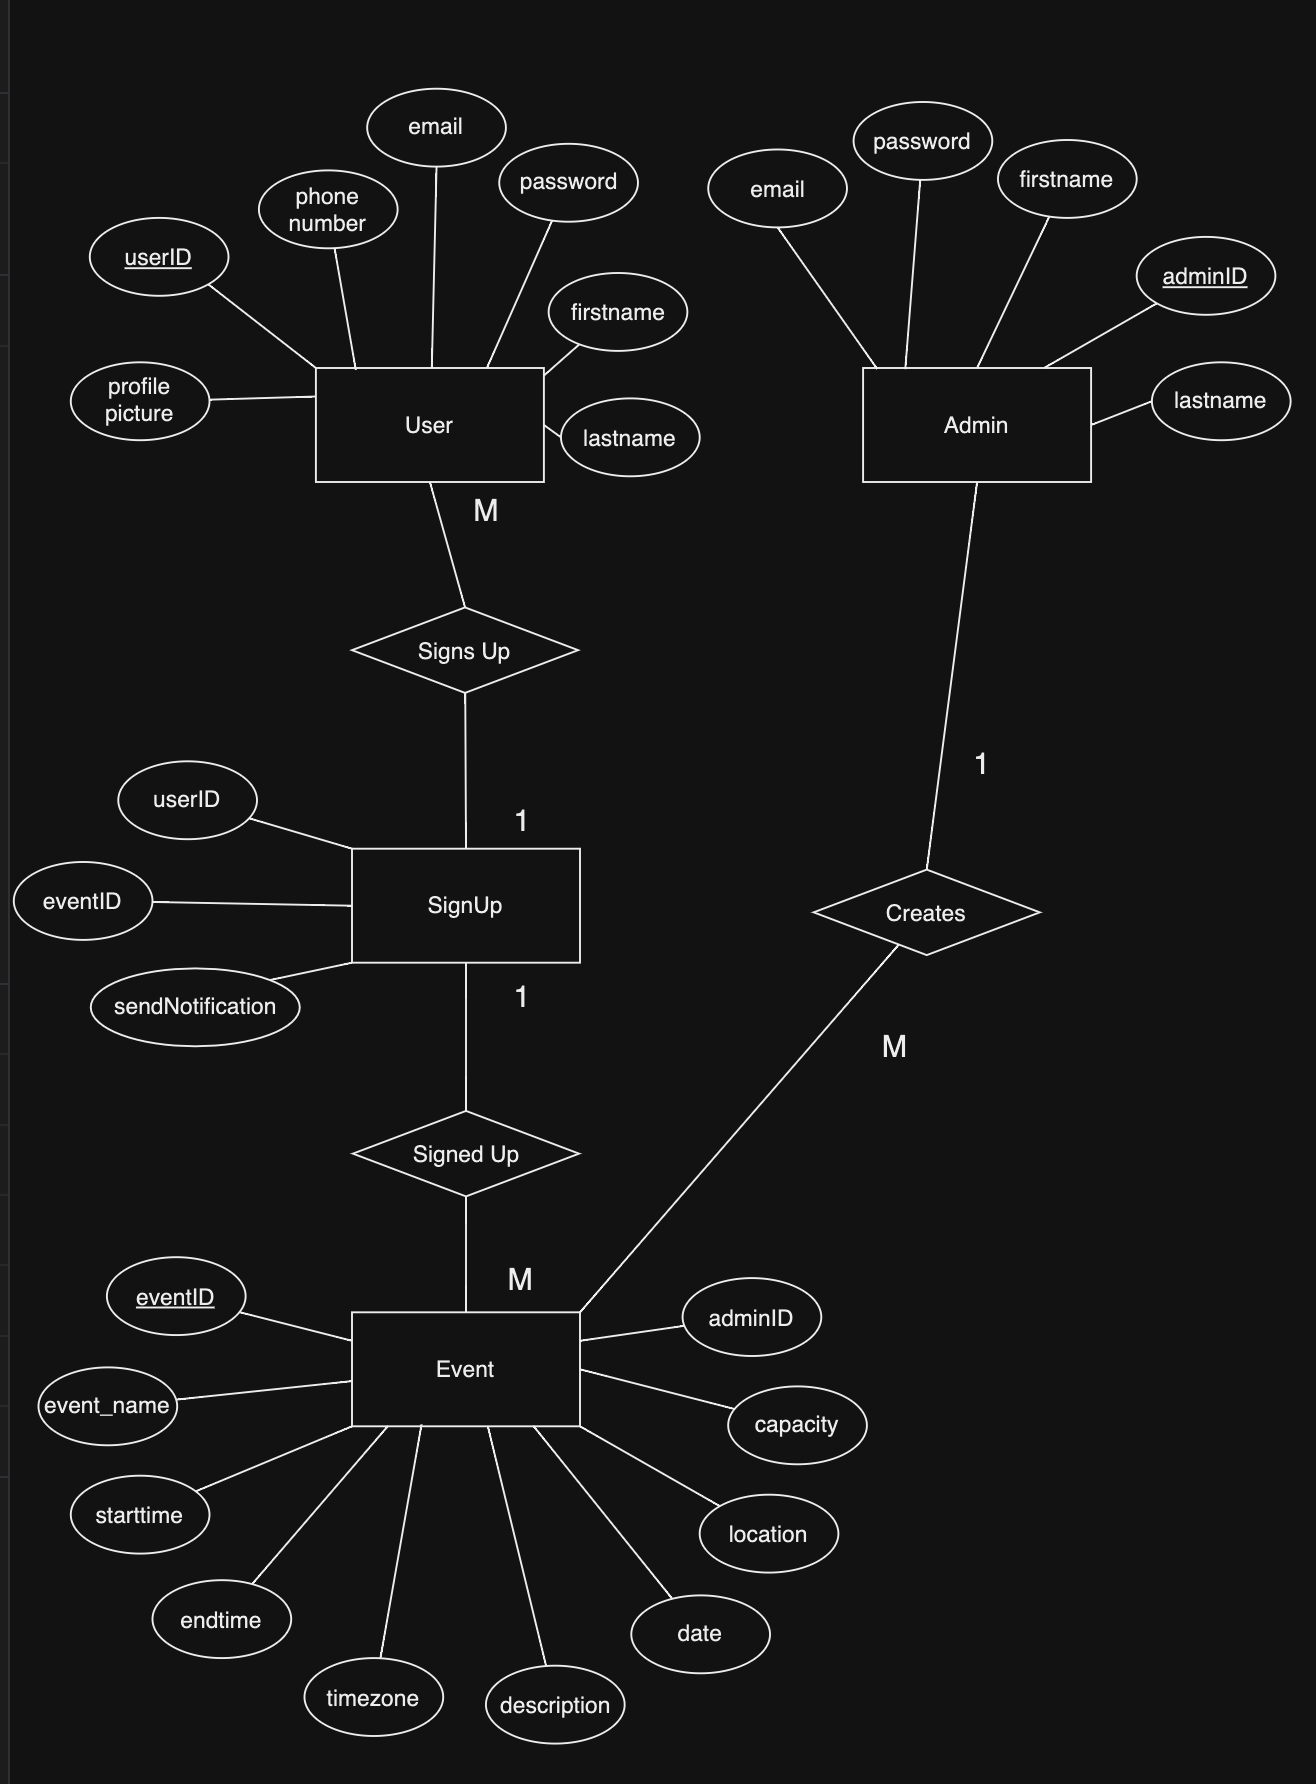 email
password
phone
number
userID
firstname
profile
picture
User
lastname
email
password
firstname
adminID
Admin
lastname
M
Signs Up
1
userID
eventID
SignUp
sendNotification
1
1
Creates
M
Signed Up
M
eventID
event_name
Event
adminID
capacity
starttime
location
endtime
date
timezone
description